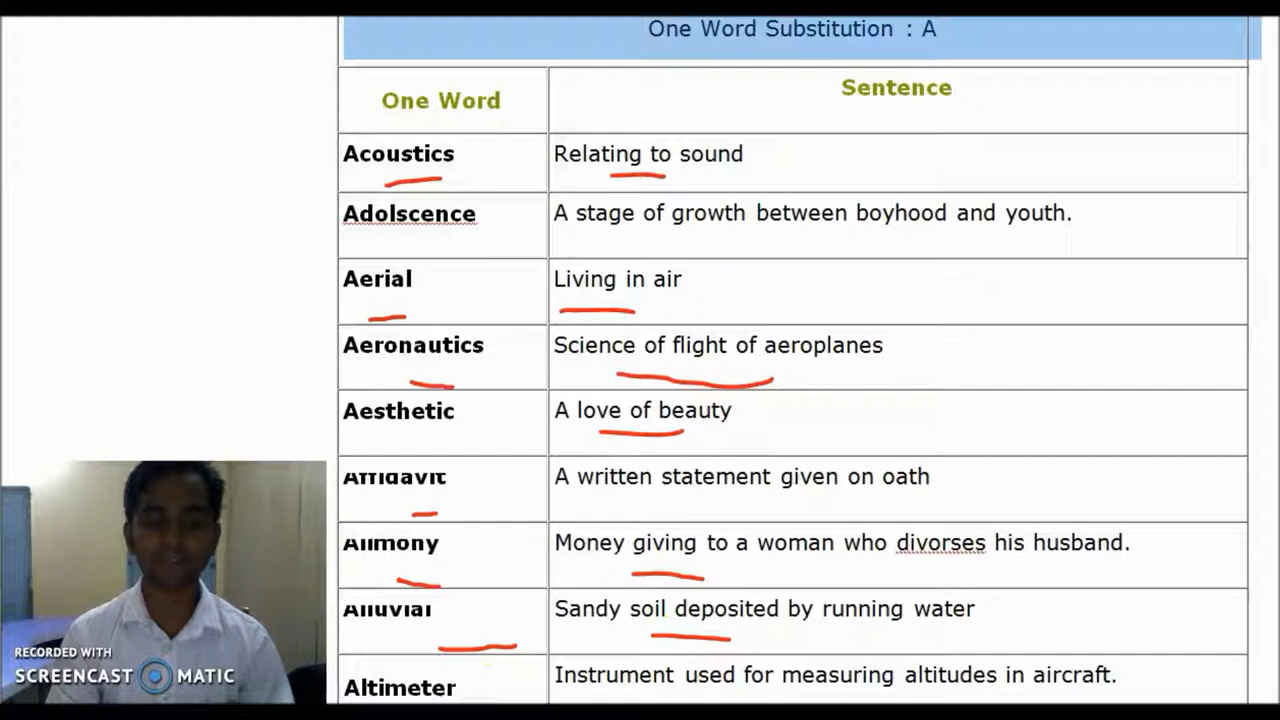 One Word Substitution : A
One Word
Sentence
Acoustics
Relating to sound
Adolscence
A stage of growth between boyhood and youth.
Aerial
Living in air
Aeronautics
Science of flight of aeroplanes
Aesthetic
A love of beauty
Affidavit
A written statement given on oath
Alimony
Money giving to a woman who divorses his husband.
Alluvial
Sandy soil deposited by running water
Altimeter
Instrument used for measuring altitudes in aircraft.
RECORDED WITH
SCREENCAST MATIC